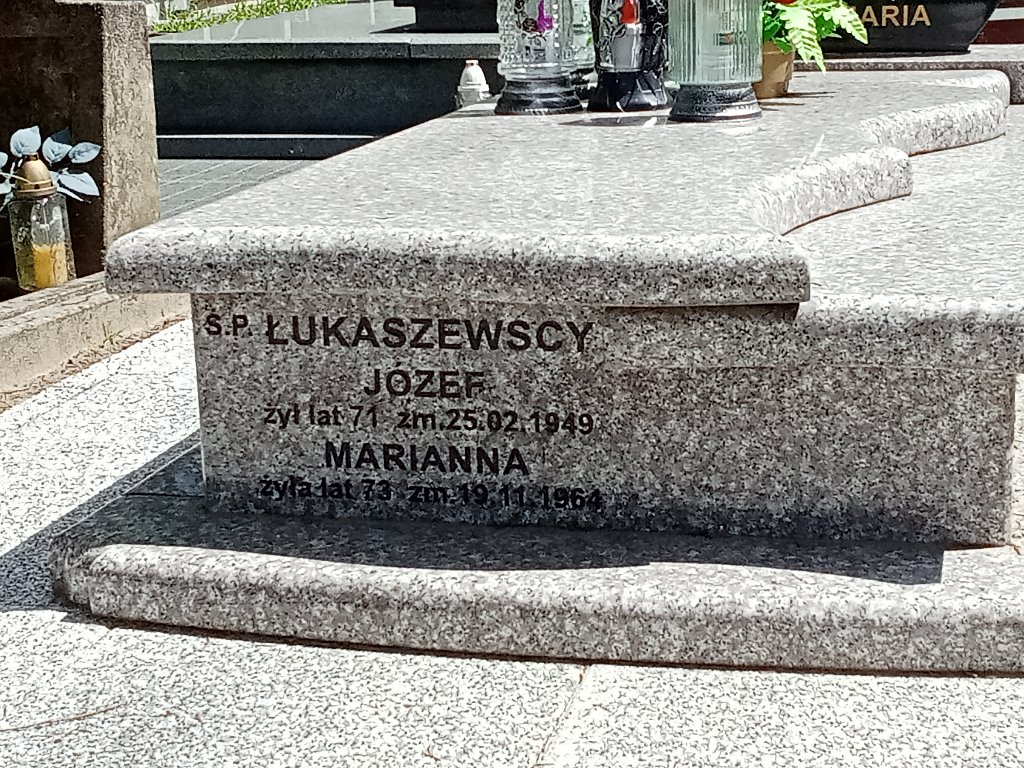 ARIA
Ś.P. ŁUKASZEWSCY
JÓZEF
żył lat 71 zm.25.02.1949
MARIANNA
żyła lat 73 zm.19.11.1964